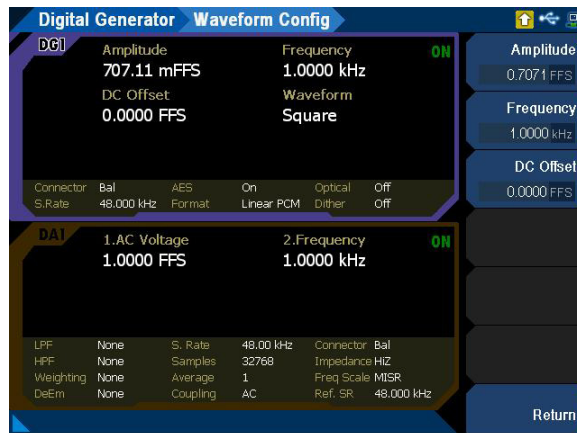 Digital Generator Waveform Config
DG1
Amplitude Frequency ON
707.11 mFFS 1.0000 kHz
DC Offset Waveform
0.0000 FFS Square
Connector Bal AES On Optical Off
S.Rate 48.000 kHz Format Linear PCM Dither Off
DA1
1.AC Voltage 2.Frequency ON
1.0000 FFS 1.0000 kHz
LPF None S. Rate 48.00 kHz Connector Bal
HPF None Samples 32768 Impedance HiZ
Weighting None Average 1 Freq Scale MISR
DeEm None Coupling AC Ref. SR 48.000 kHz
Amplitude
0.7071 FFS
Frequency
1.0000 kHz
DC Offset
0.0000 FFS
Return